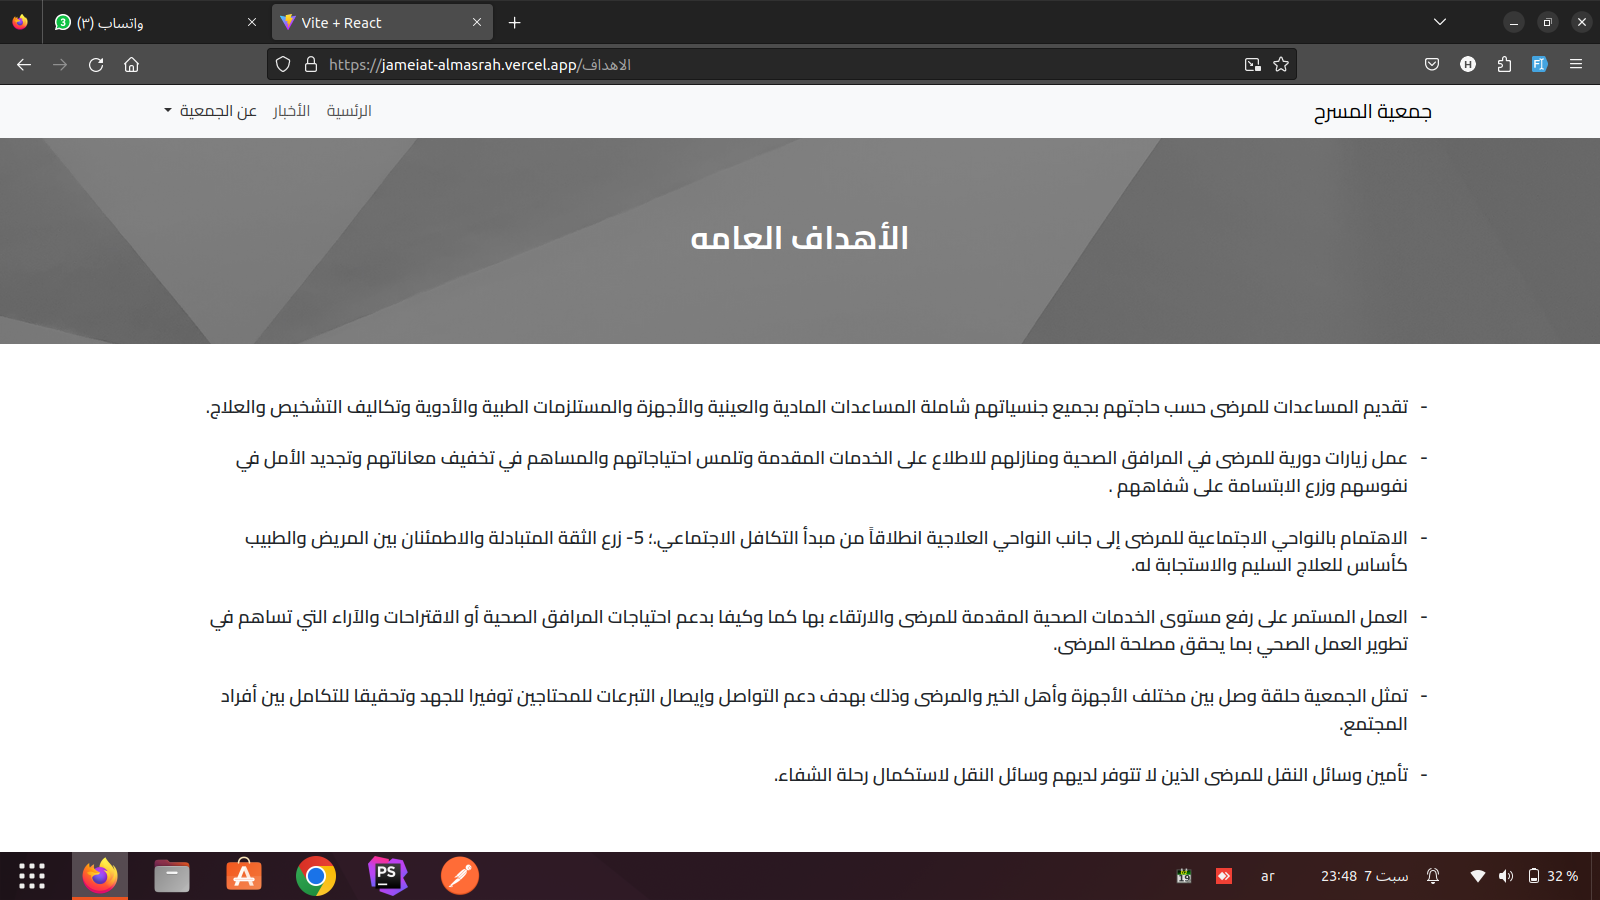 واتساب (٣)
Vite + React
https://jameiat-almasrah.vercel.app/الاهداف
جمعية المسرح
الرئسية
الأخبار
عن الجمعية
الأهداف العامه
- تقديم المساعدات للمرضى حسب حاجتهم بجميع جنسياتهم شاملة المساعدات المادية والعينية والأجهزة والمستلزمات الطبية والأدوية وتكاليف التشخيص والعلاج.
- عمل زيارات دورية للمرضى في المرافق الصحية ومنازلهم للاطلاع على الخدمات المقدمة وتلمس احتياجاتهم والمساهم في تخفيف معاناتهم وتجديد الأمل في
نفوسهم وزرع الابتسامة على شفاههم .
- الاهتمام بالنواحي الاجتماعية للمرضى إلى جانب النواحي العلاجية انطلاقاً من مبدأ التكافل الاجتماعي.؛ 5- زرع الثقة المتبادلة والاطمئنان بين المريض والطبيب
كأساس للعلاج السليم والاستجابة له.
- العمل المستمر على رفع مستوى الخدمات الصحية المقدمة للمرضى والارتقاء بها كما وكيفا بدعم احتياجات المرافق الصحية أو الاقتراحات والآراء التي تساهم في
تطوير العمل الصحي بما يحقق مصلحة المرضى.
- تمثل الجمعية حلقة وصل بين مختلف الأجهزة وأهل الخير والمرضى وذلك بهدف دعم التواصل وإيصال التبرعات للمحتاجين توفيرا للجهد وتحقيقا للتكامل بين أفراد
المجتمع.
- تأمين وسائل النقل للمرضى الذين لا تتوفر لديهم وسائل النقل لاستكمال رحلة الشفاء.
PS
ar
سبت 7 23:48
32 %